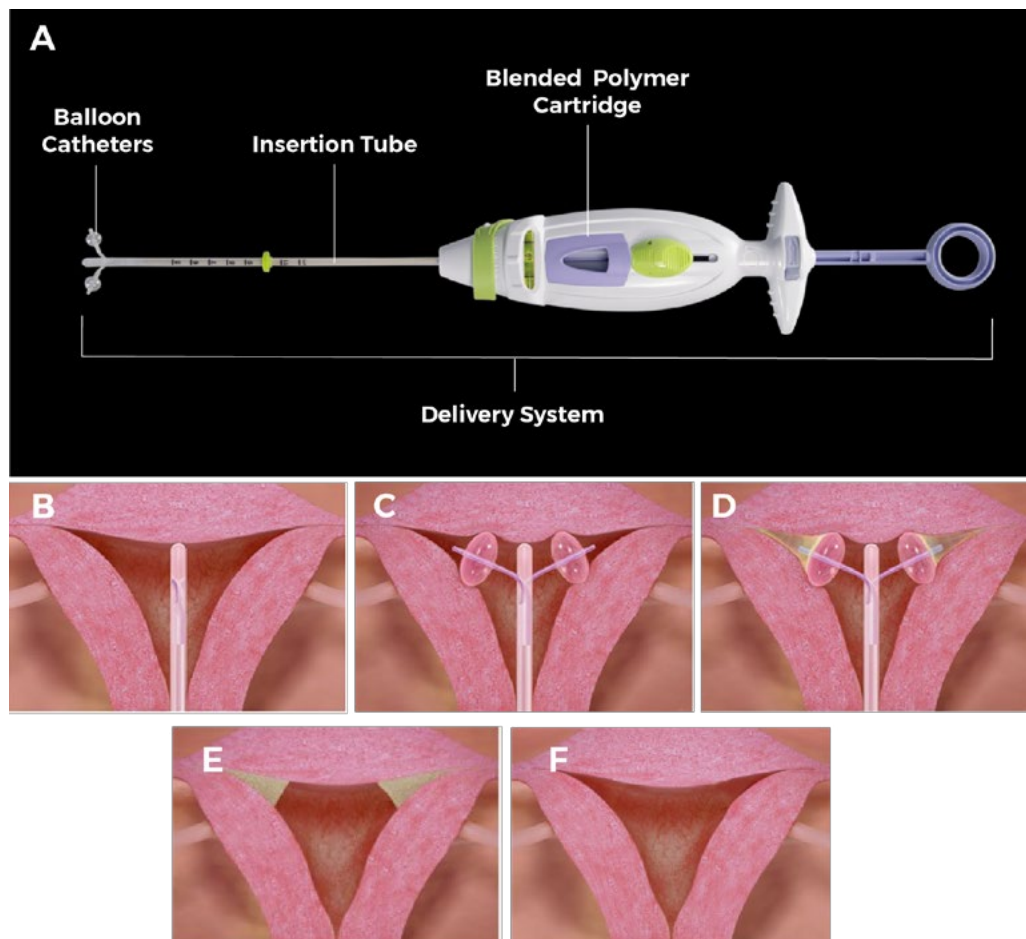 A
Blended Polymer
Cartridge
Balloon
Catheters
Insertion Tube
Delivery System
B
C
D
E
F